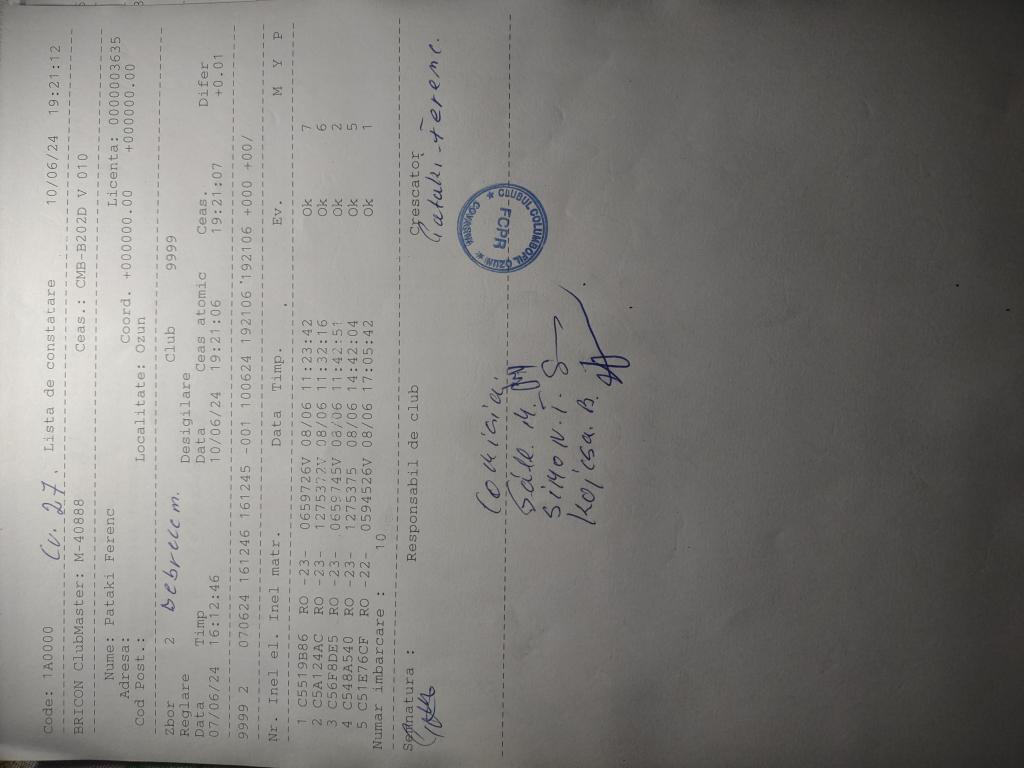 Code: 1A0000 Cv. 27. Lista de constatare 10/06/24 19:21:12
BRICON ClubMaster: M-40888 Ceas.: CMB-B202D V 010
Nume: Pataki Ferenc Licenta: 0000003635
Adresa: Coord. +000000.00 +000000.00
Cod Post.: Localitate: Ozun
Zbor 2 Debrecem. Club 9999
Reglare Desigilare
Data Timp Data Ceas atomic Ceas. Difer
07/06/24 16:12:46 10/06/24 19:21:06 19:21:07 +0.01
9999 2 070624 161246 161245 -001 100624 192106 192106 +000 +00/
Nr. Inel el. Inel matr. Data Timp. Ev. M Y P
1 C5519B86 RO -23- 0659726V 08/06 11:23:42 Ok 7
2 C5A124AC RO -23- 1275372V 08/06 11:32:16 Ok 6
3 C56F8DE5 RO -23- 0659745V 08/06 11:42:51 Ok 2
4 C548A540 RO -23- 1275375 08/06 14:42:04 Ok 5
5 C51E76CF RO -22- 0594526V 08/06 17:05:42 Ok 1
Numar imbarcare : 10
Semnatura : Responsabil de club Crescator
Pataki Ferenc.
CLUBUL COLUMBOFIL OZUN
FCPR
COVASNA
Comisia.
Simon. I.